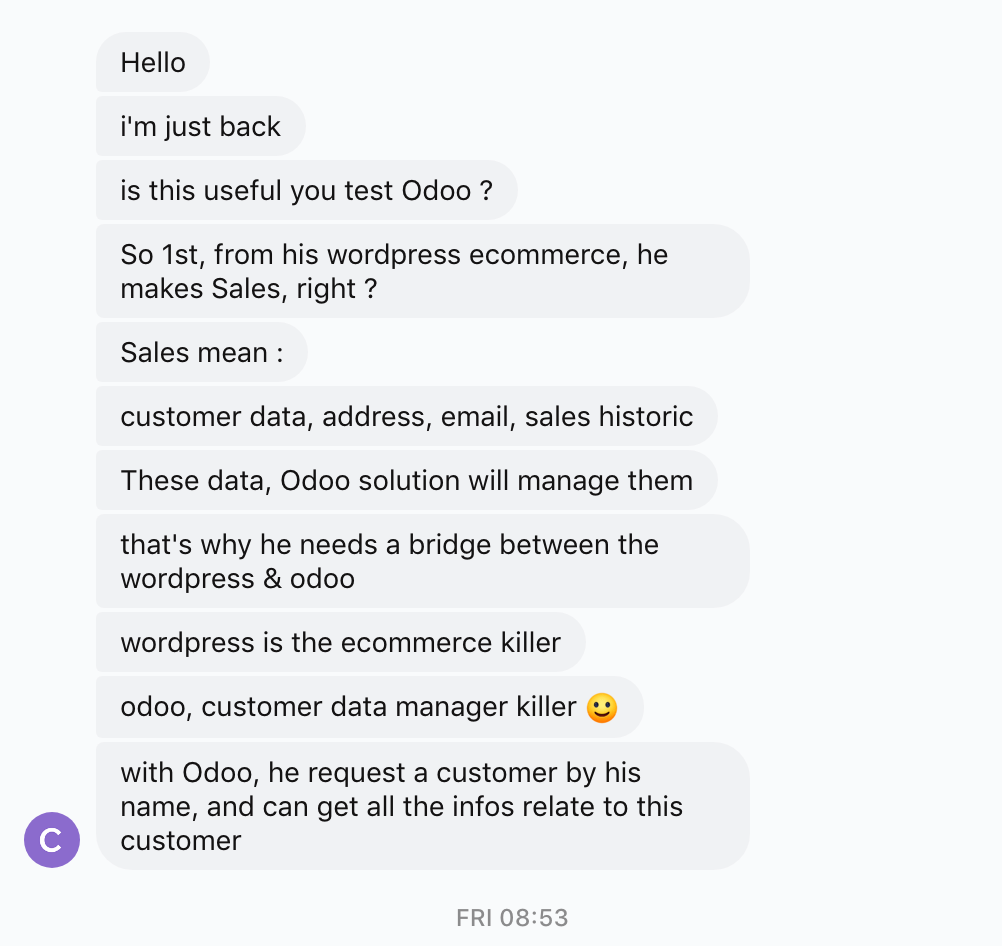 Hello
i'm just back
is this useful you test Odoo ?
So 1st, from his wordpress ecommerce, he
makes Sales, right ?
Sales mean :
customer data, address, email, sales historic
These data, Odoo solution will manage them
that's why he needs a bridge between the
wordpress & odoo
wordpress is the ecommerce killer
odoo, customer data manager killer 🙂
with Odoo, he request a customer by his
name, and can get all the infos relate to this
customer
C
FRI 08:53